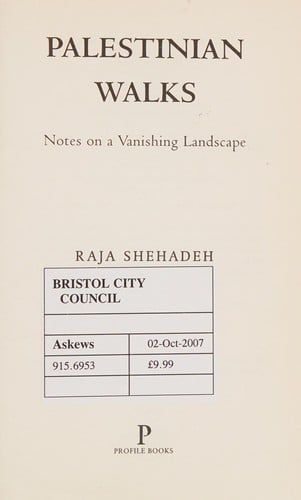 PALESTINIAN
WALKS
Notes on a Vanishing Landscape
RAJA SHEHADEH
BRISTOL CITY
COUNCIL
Askews 02-Oct-2007
915.6953 £9.99
P
PROFILE BOOKS